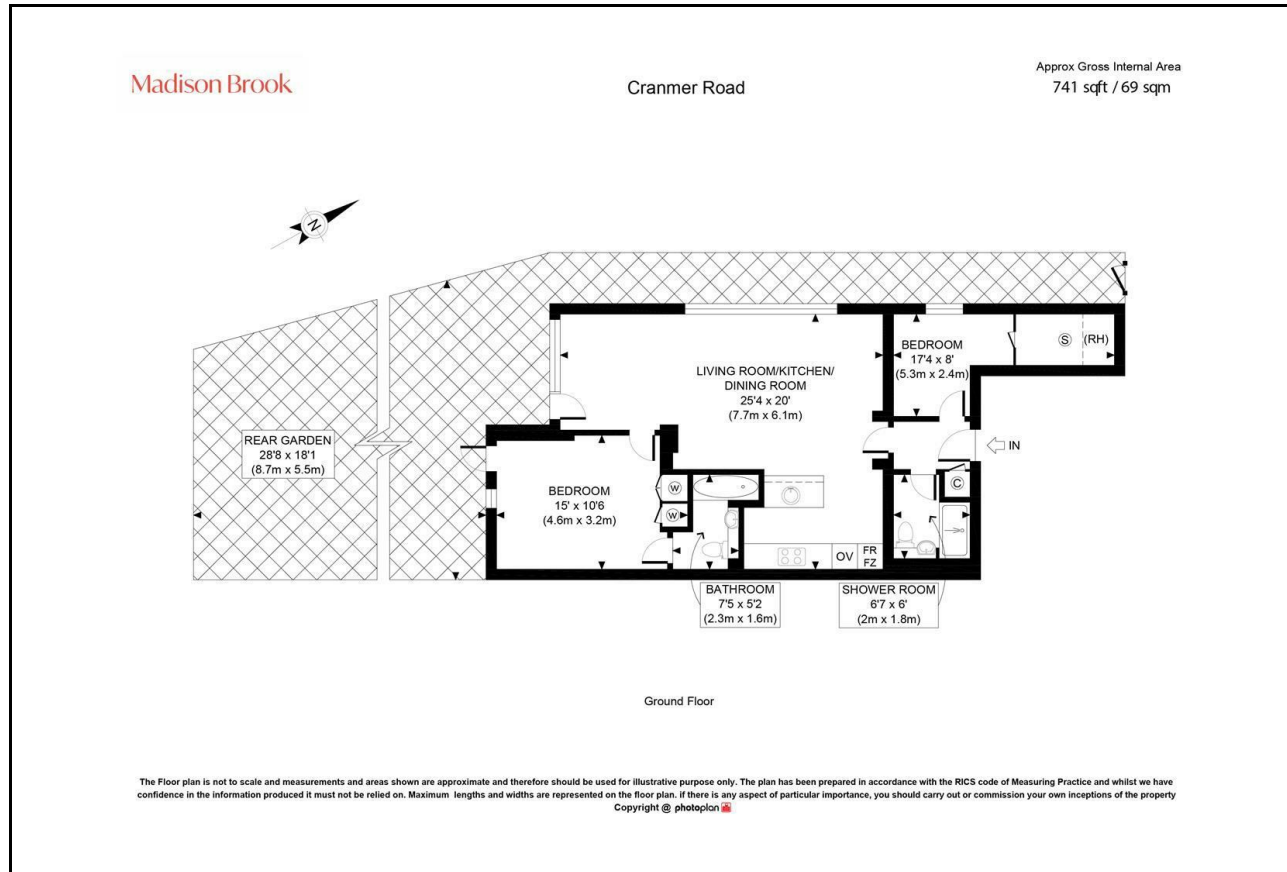 Madison Brook
Cranmer Road
Approx Gross Internal Area
741 sqft / 69 sqm
N
BEDROOM
17'4 x 8'
(5.3m x 2.4m)
S
(RH)
LIVING ROOM/KITCHEN/
DINING ROOM
25'4 x 20'
(7.7m x 6.1m)
REAR GARDEN
28'8 x 18'1
(8.7m x 5.5m)
IN
BEDROOM
15' x 10'6
(4.6m x 3.2m)
W
W
C
OV
FR
FZ
BATHROOM
7'5 x 5'2
(2.3m x 1.6m)
SHOWER ROOM
6'7 x 6'
(2m x 1.8m)
Ground Floor
The Floor plan is not to scale and measurements and areas shown are approximate and therefore should be used for illustrative purpose only. The plan has been prepared in accordance with the RICS code of Measuring Practice and whilst we have
confidence in the information produced it must not be relied on. Maximum lengths and widths are represented on the floor plan. if there is any aspect of particular importance, you should carry out or commission your own inceptions of the property
Copyright @ photoplan